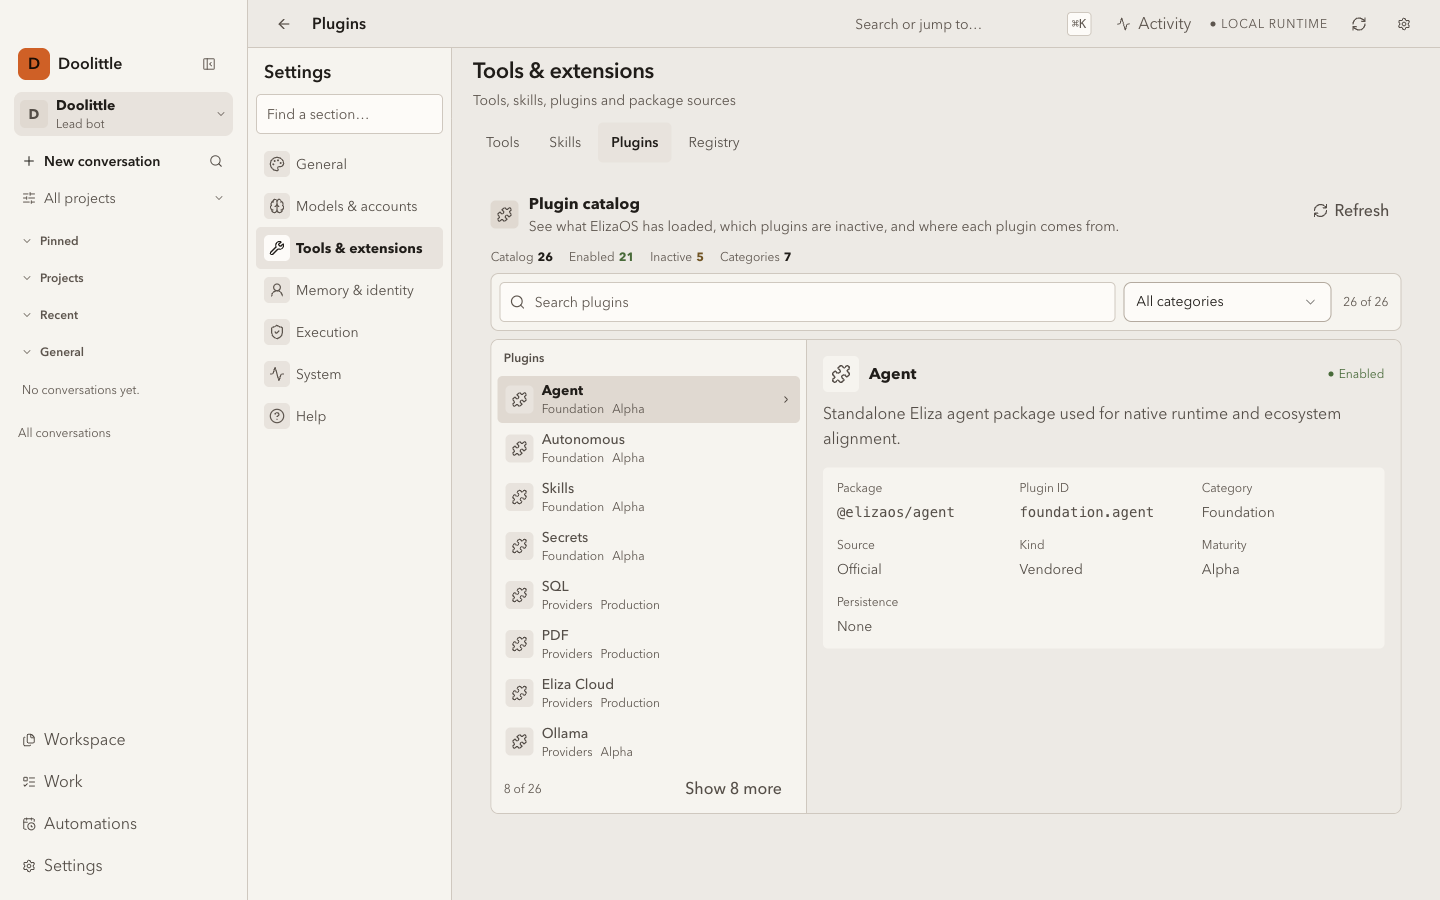 Plugins
Search or jump to…
⌘K
Activity
LOCAL RUNTIME
D
Doolittle
D
Doolittle
Lead bot
New conversation
All projects
Pinned
Projects
Recent
General
No conversations yet.
All conversations
Workspace
Work
Automations
Settings
Settings
Find a section…
General
Models & accounts
Tools & extensions
Memory & identity
Execution
System
Help
Tools & extensions
Tools, skills, plugins and package sources
Tools
Skills
Plugins
Registry
Plugin catalog
See what ElizaOS has loaded, which plugins are inactive, and where each plugin comes from.
Refresh
Catalog 26
Enabled 21
Inactive 5
Categories 7
Search plugins
All categories
26 of 26
Plugins
Agent
Foundation Alpha
Autonomous
Foundation Alpha
Skills
Foundation Alpha
Secrets
Foundation Alpha
SQL
Providers Production
PDF
Providers Production
Eliza Cloud
Providers Production
Ollama
Providers Alpha
8 of 26
Show 8 more
Agent
Enabled
Standalone Eliza agent package used for native runtime and ecosystem
alignment.
Package
@elizaos/agent
Plugin ID
foundation.agent
Category
Foundation
Source
Official
Kind
Vendored
Maturity
Alpha
Persistence
None